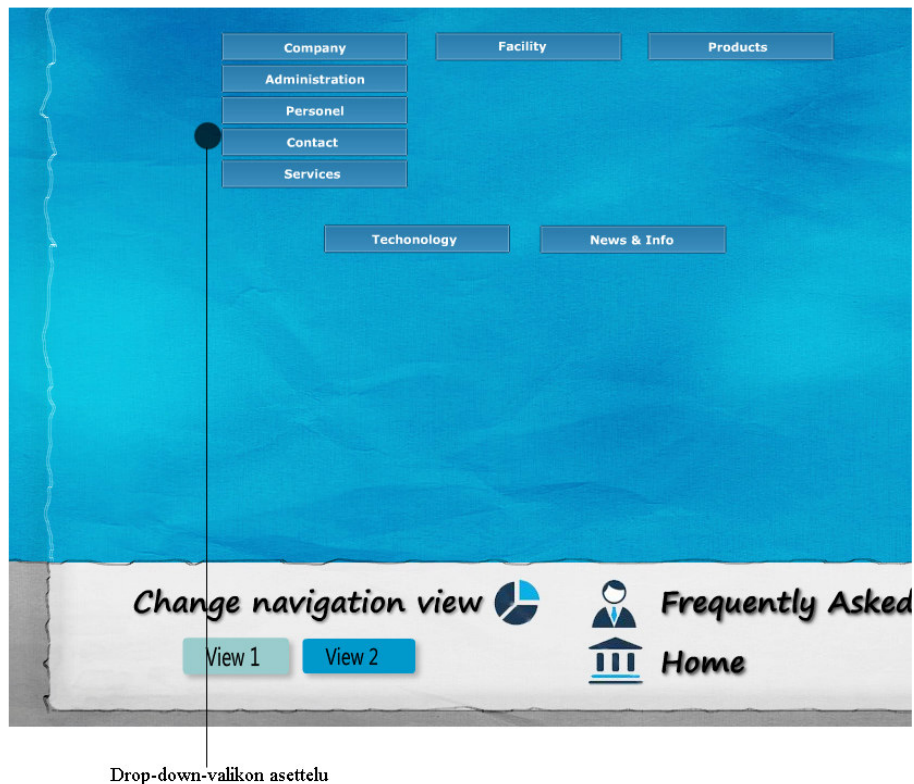 Company Facility Products
Administration
Personel
Contact
Services
Techonology News & Info
Change navigation view Frequently Asked
View 1 View 2 Home
Drop-down-valikon asettelu